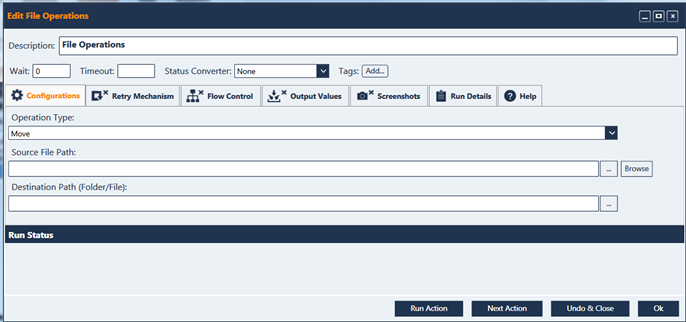 Edit File Operations
Description: File Operations
Wait: 0 Timeout: Status Converter: None Tags: Add...
Configurations Retry Mechanism Flow Control Output Values Screenshots Run Details Help
Operation Type:
Move
Source File Path:
... Browse
Destination Path (Folder/File):
...
Run Status
Run Action Next Action Undo & Close Ok